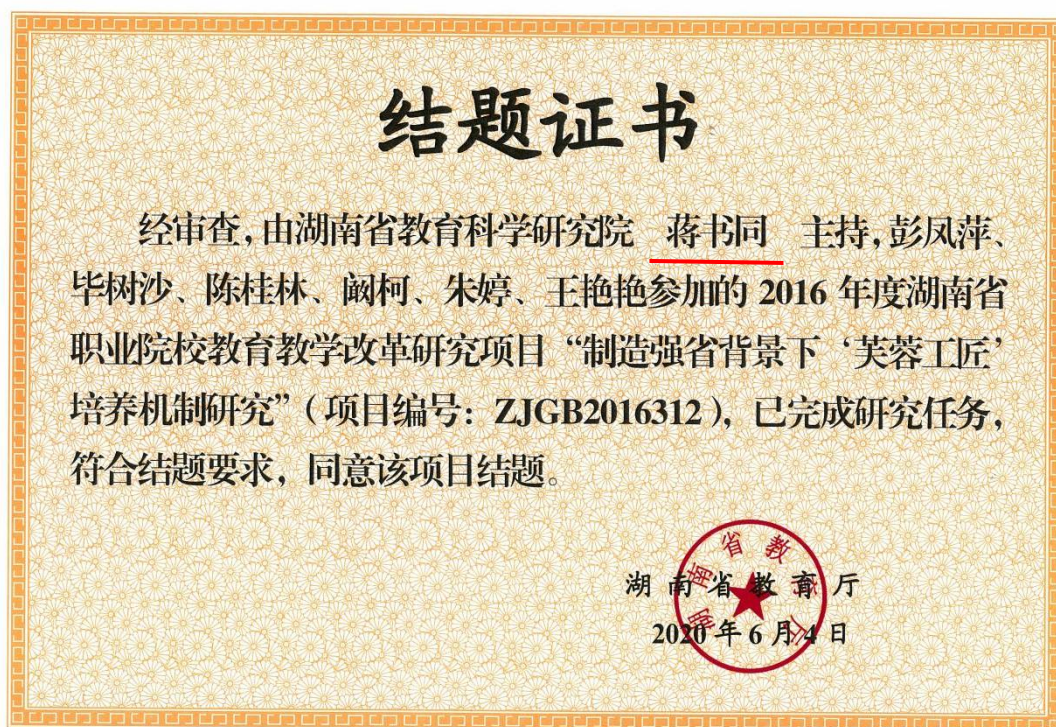 结题证书
经审查,由湖南省教育科学研究院 蒋书同 主持,彭凤萍、
毕树沙、陈桂林、阚柯、朱婷、王艳艳参加的 2016 年度湖南省
职业院校教育教学改革研究项目“制造强省背景下‘芙蓉工匠’
培养机制研究”(项目编号:ZJGB2016312),已完成研究任务,
符合结题要求,同意该项目结题。
湖南省教育厅
湖南省教育厅
2020 年 6 月 4 日